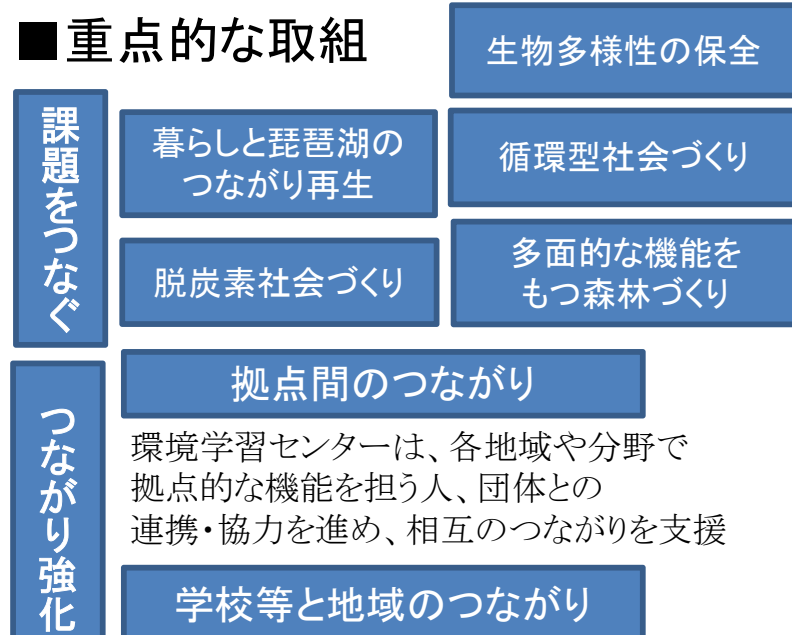 ■重点的な取組
生物多様性の保全
課題をつなぐ
暮らしと琵琶湖の
つながり再生
循環型社会づくり
脱炭素社会づくり
多面的な機能を
もつ森林づくり
つながり強化
拠点間のつながり
環境学習センターは、各地域や分野で
拠点的な機能を担う人、団体との
連携・協力を進め、相互のつながりを支援
学校等と地域のつながり